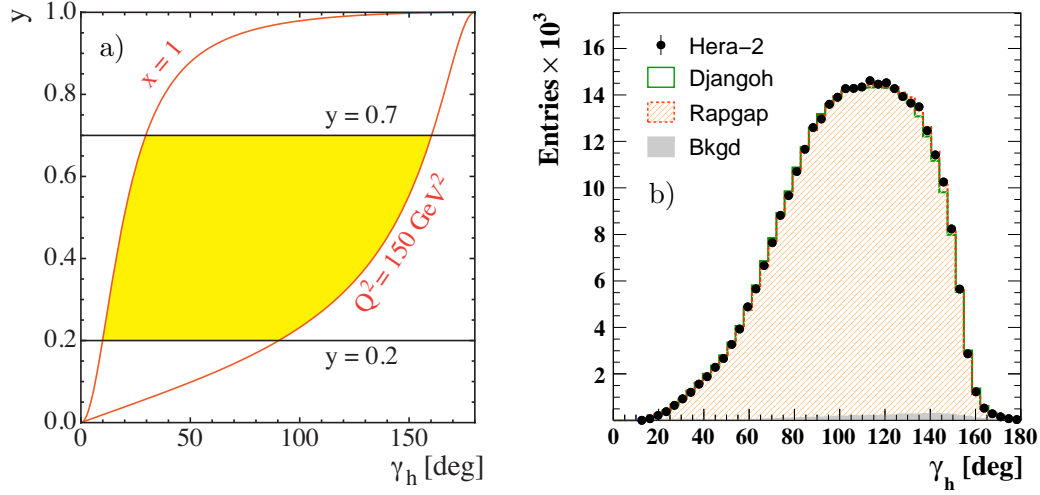 y
a)
1.0
0.8
0.6
0.4
0.2
0.0
x = 1
y = 0.7
Q² = 150 GeV²
y = 0.2
0
50
100
150
γh [deg]
Entries × 10³
16
14
12
10
8
6
4
2
Hera-2
Djangoh
Rapgap
Bkgd
b)
0 20 40 60 80 100 120 140 160 180
γh [deg]